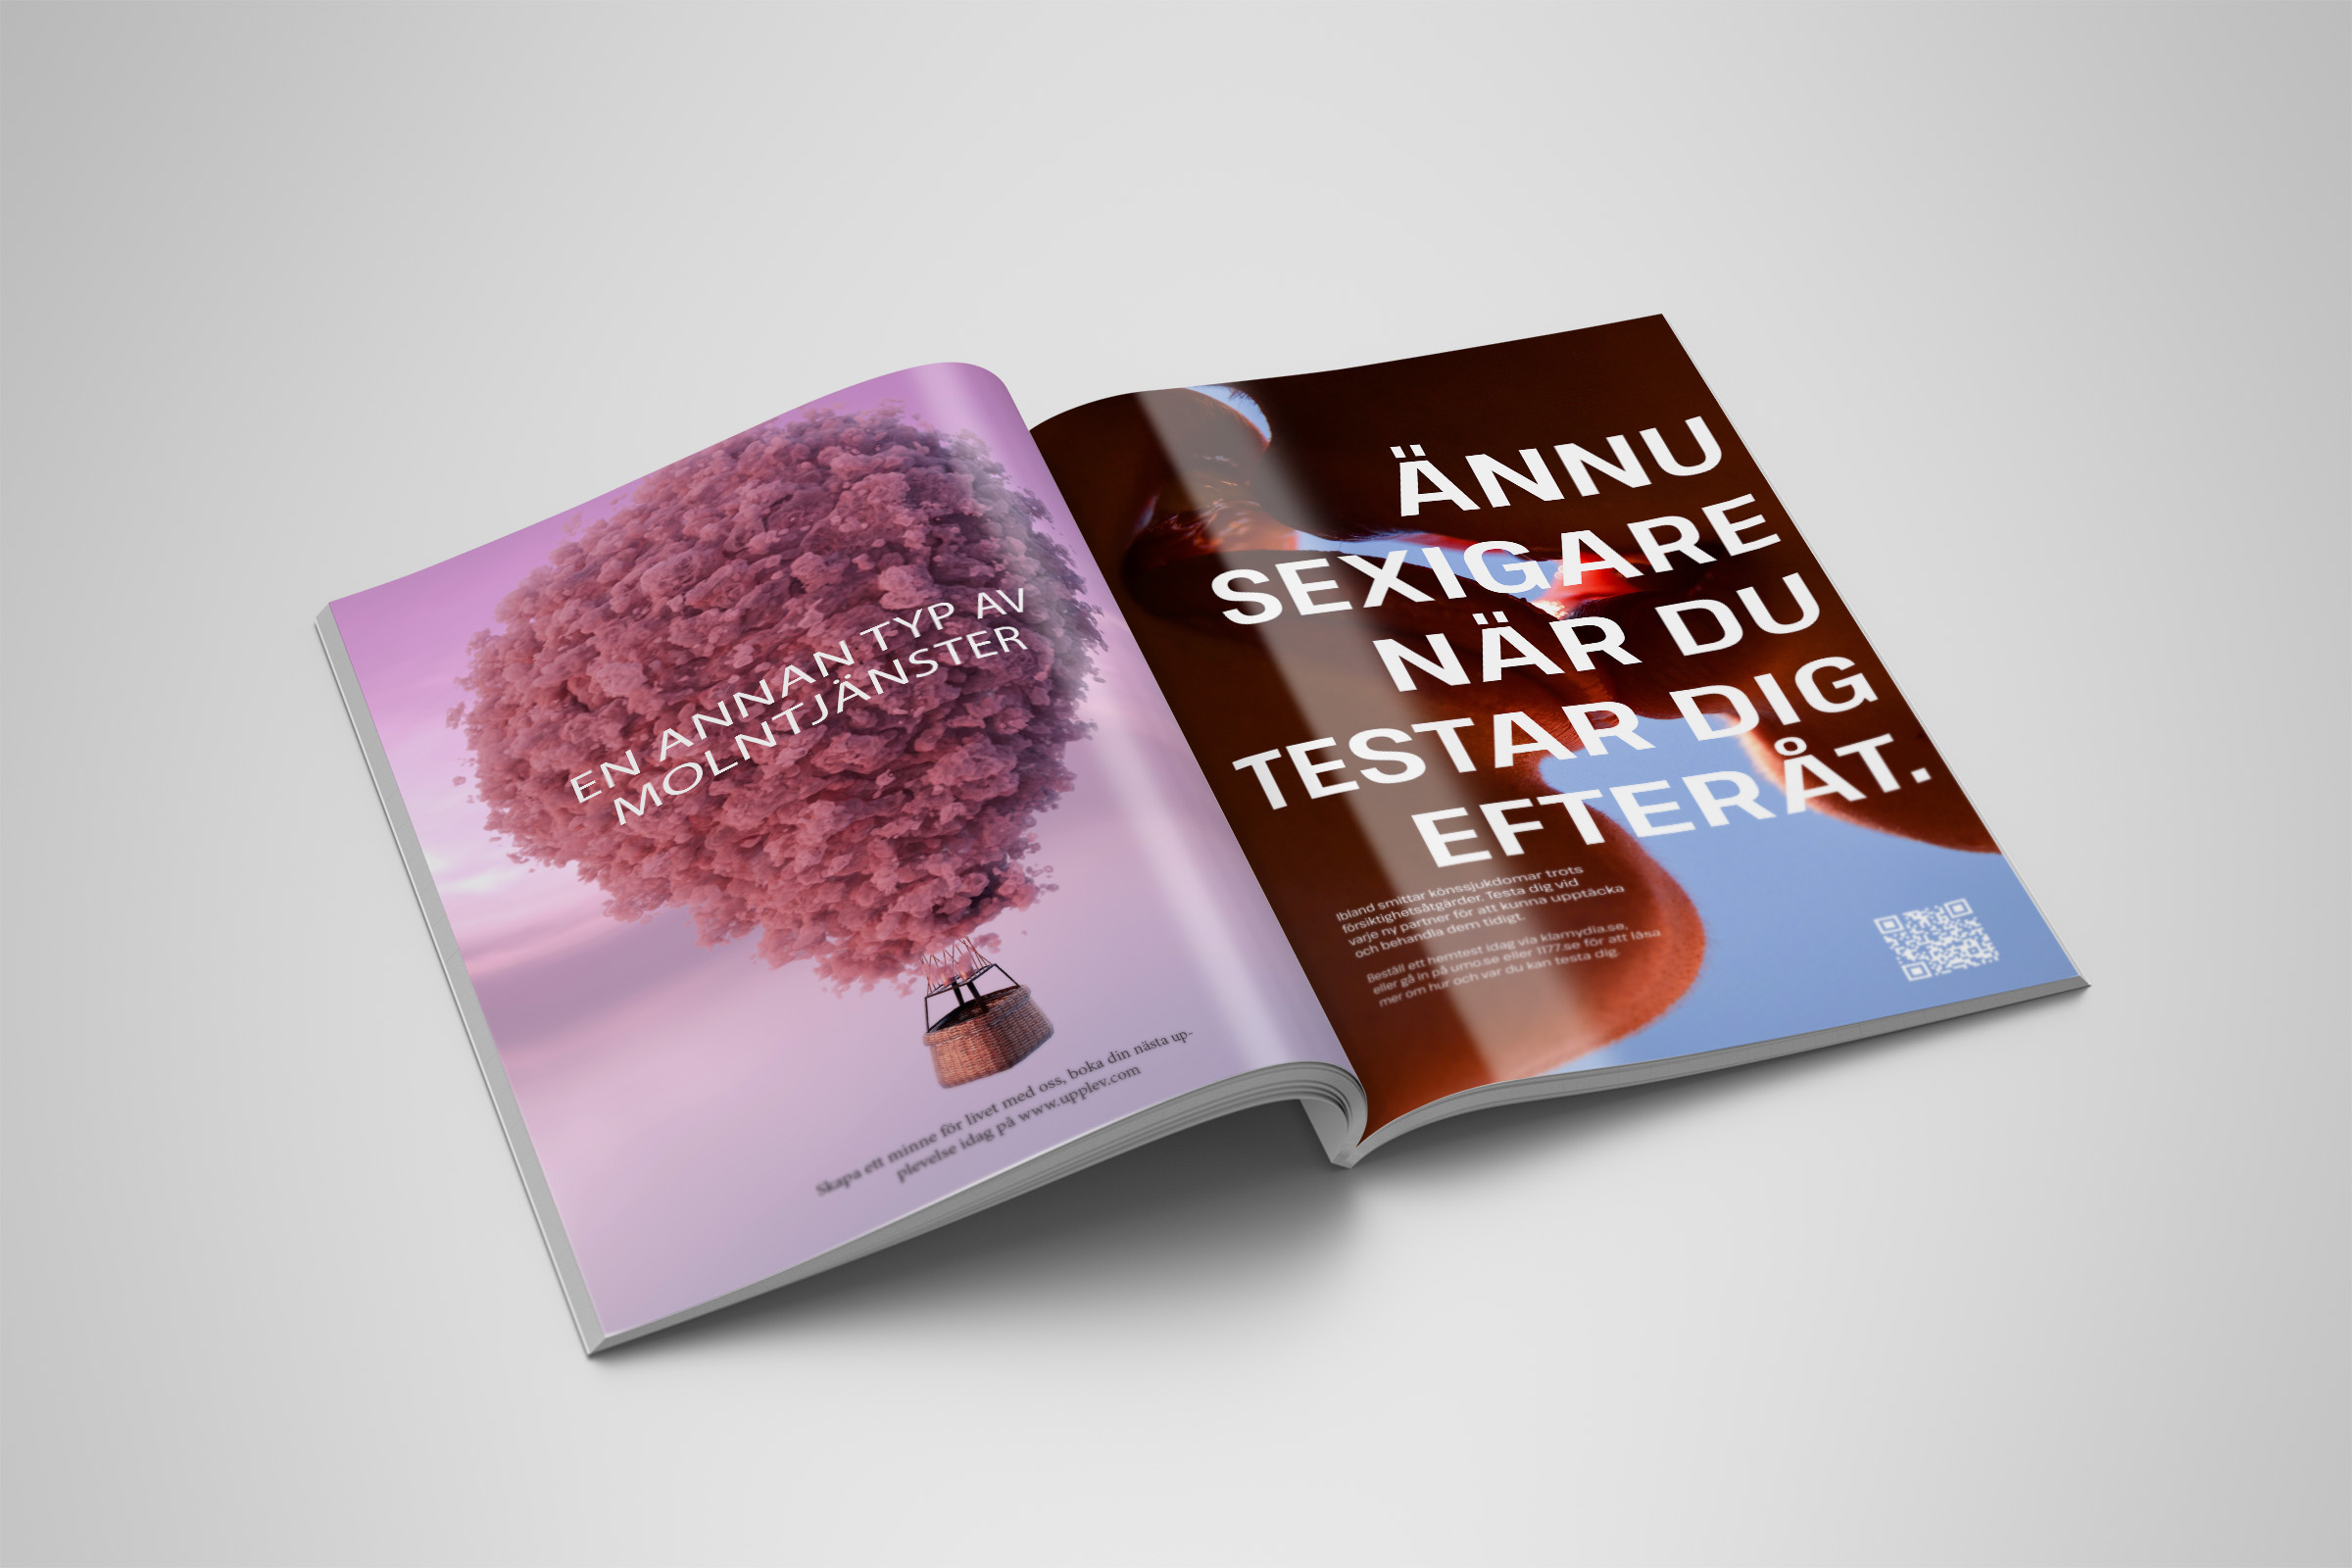 EN ANNAN TYP AV
MOLNTJÄNSTER
Skapa ett minne för livet med oss, boka din nästa up-
plevelse idag på www.upplev.com
ÄNNU
SEXIGARE
NÄR DU
TESTAR DIG
EFTERÅT.
Ibland smittar könssjukdomar trots
försiktighetsåtgärder. Testa dig vid
varje ny partner för att kunna upptäcka
och behandla dem tidigt.
Beställ ett hemtest idag via klamydia.se,
eller gå in på umo.se eller 1177.se för att läsa
mer om hur och var du kan testa dig.